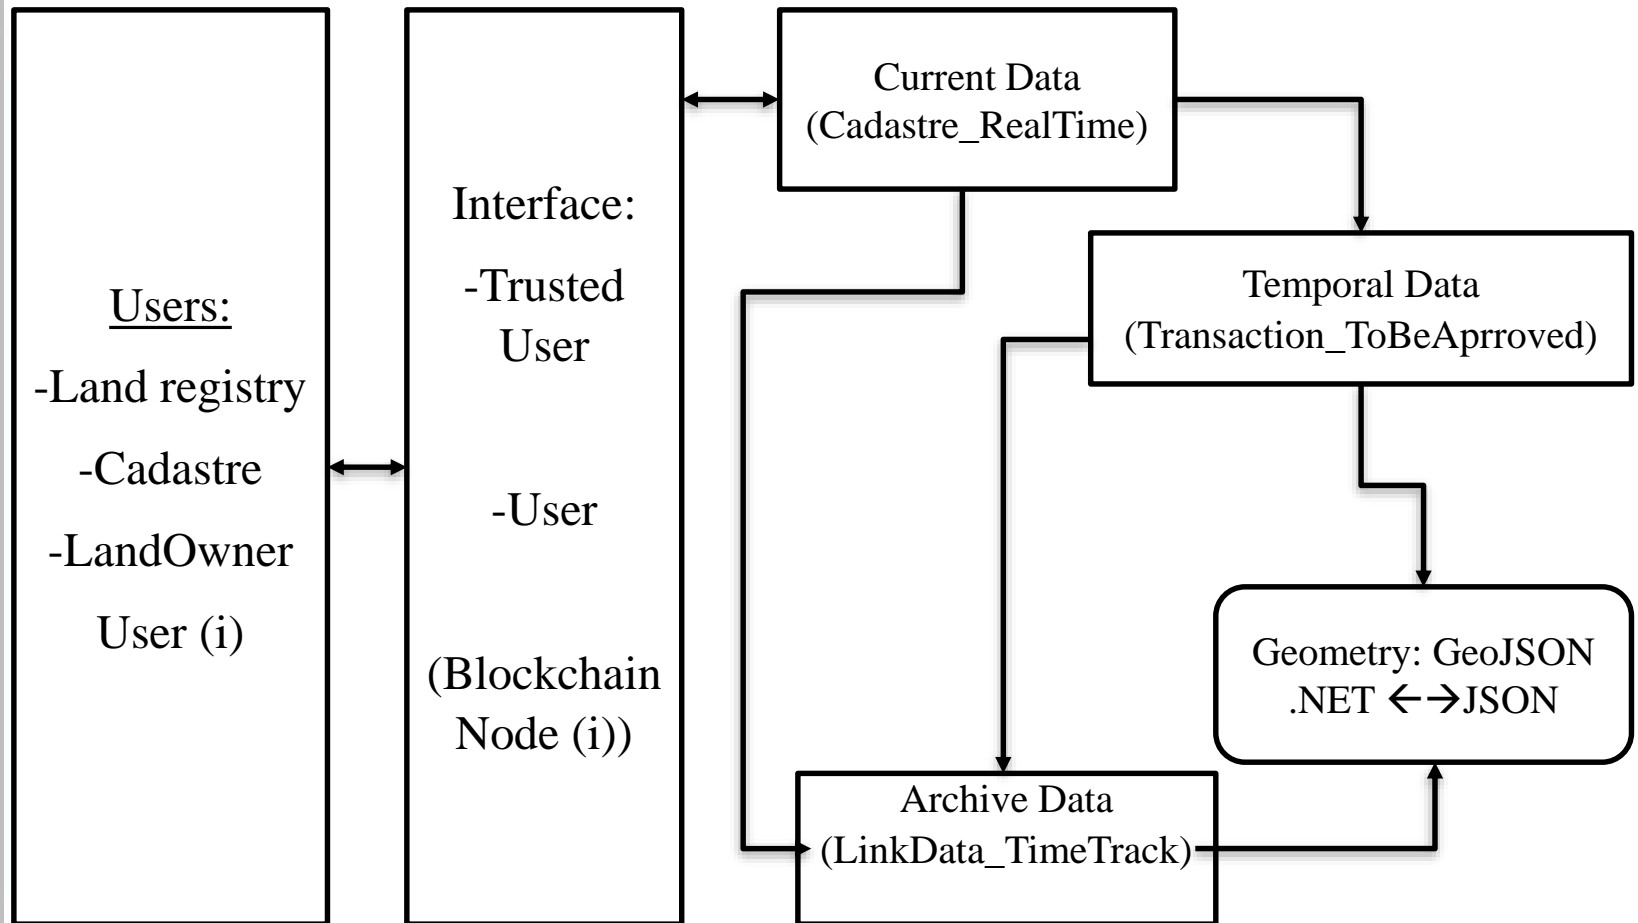 Users:
-Land registry
-Cadastre
-LandOwner
User (i)
Interface:
-Trusted
User
-User
(Blockchain
Node (i))
Current Data
(Cadastre_RealTime)
Temporal Data
(Transaction_ToBeAprroved)
Geometry: GeoJSON
.NET ←→JSON
Archive Data
(LinkData_TimeTrack)